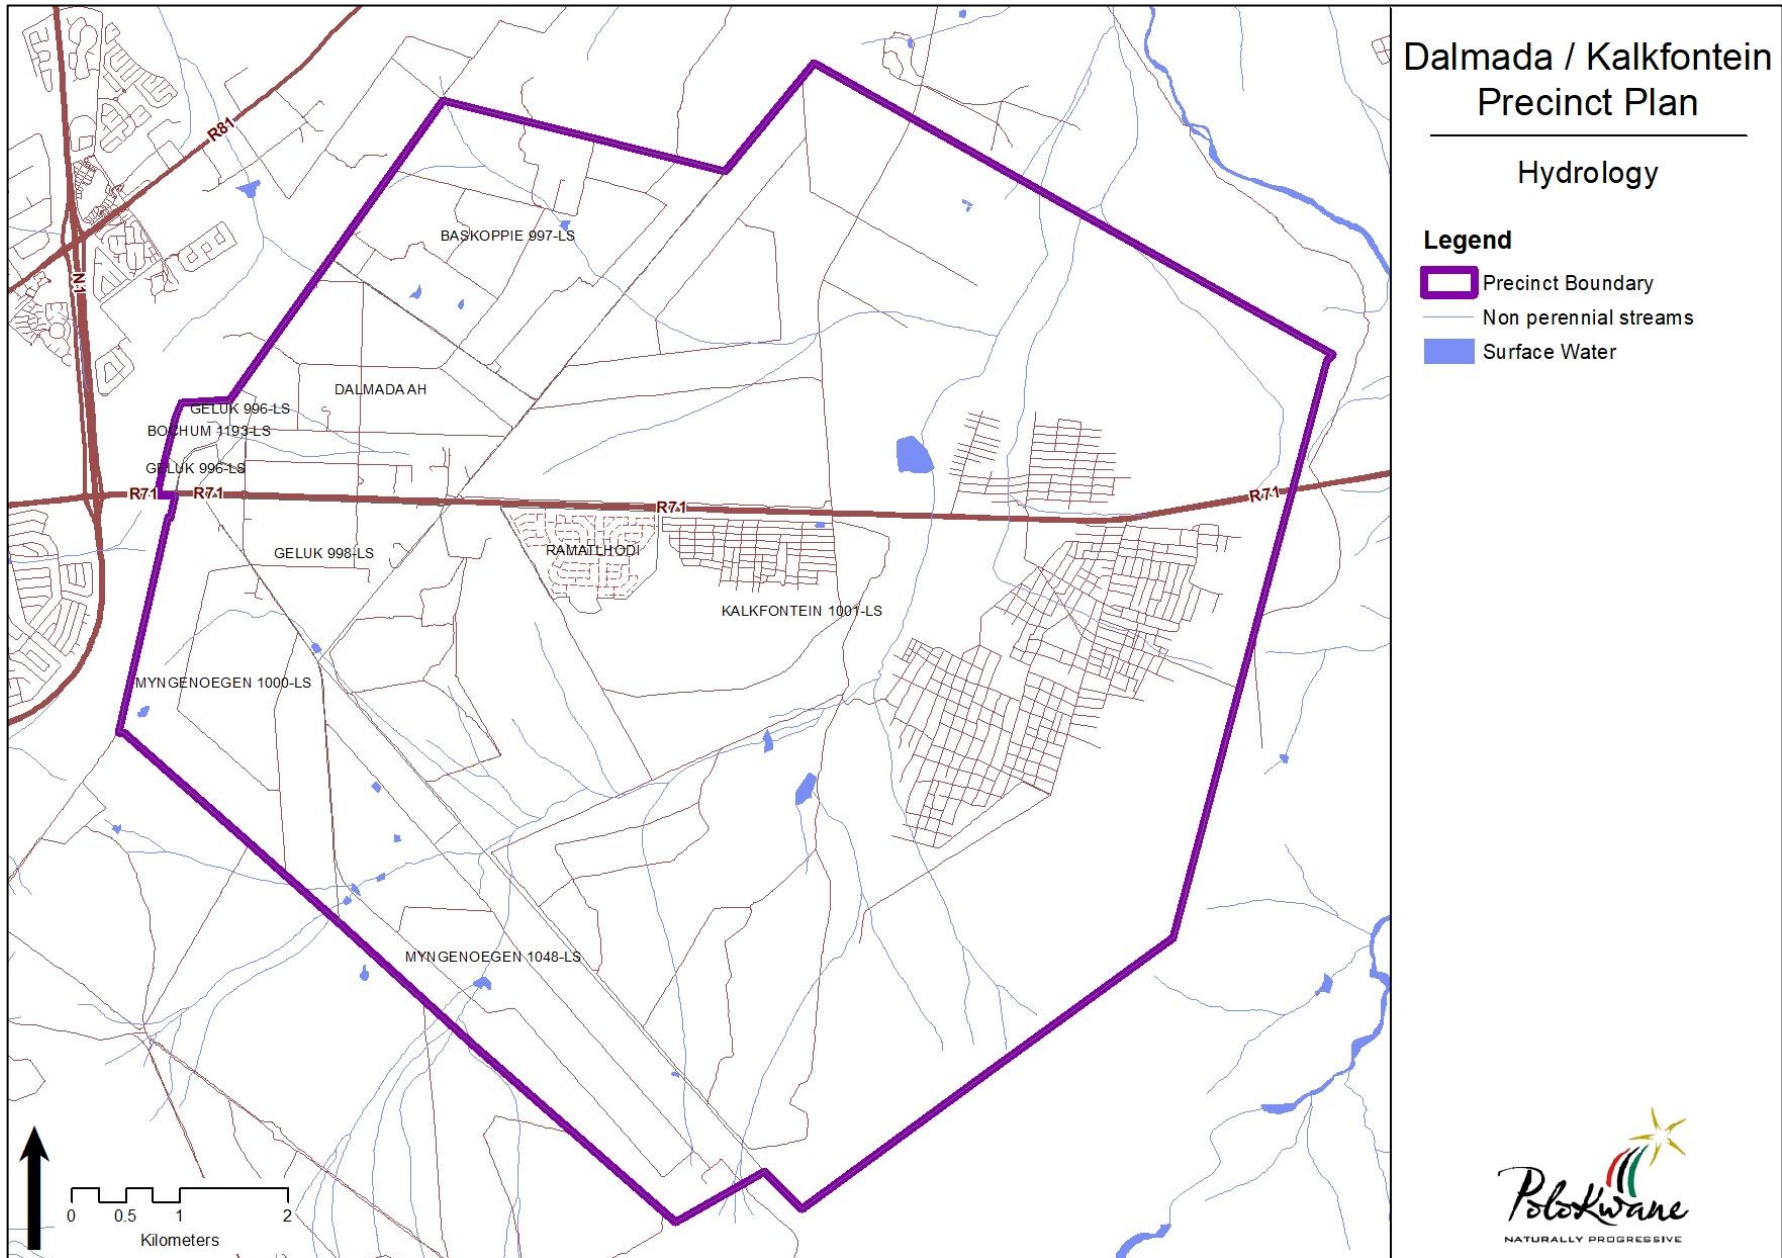 Dalmada / Kalkfontein
Precinct Plan
Hydrology
Legend
Precinct Boundary
Non perennial streams
Surface Water
R81
N1
BASKOPPIE 997-LS
DALMADA AH
GELUK 996-LS
BOCHUM 1193-LS
GELUK 996-LS
R71
R71
R71
R71
GELUK 998-LS
RAMATLHODI
KALKFONTEIN 1001-LS
MYNGENOEGEN 1000-LS
MYNGENOEGEN 1048-LS
0 0.5 1 2
Kilometers
PoloKwane
NATURALLY PROGRESSIVE